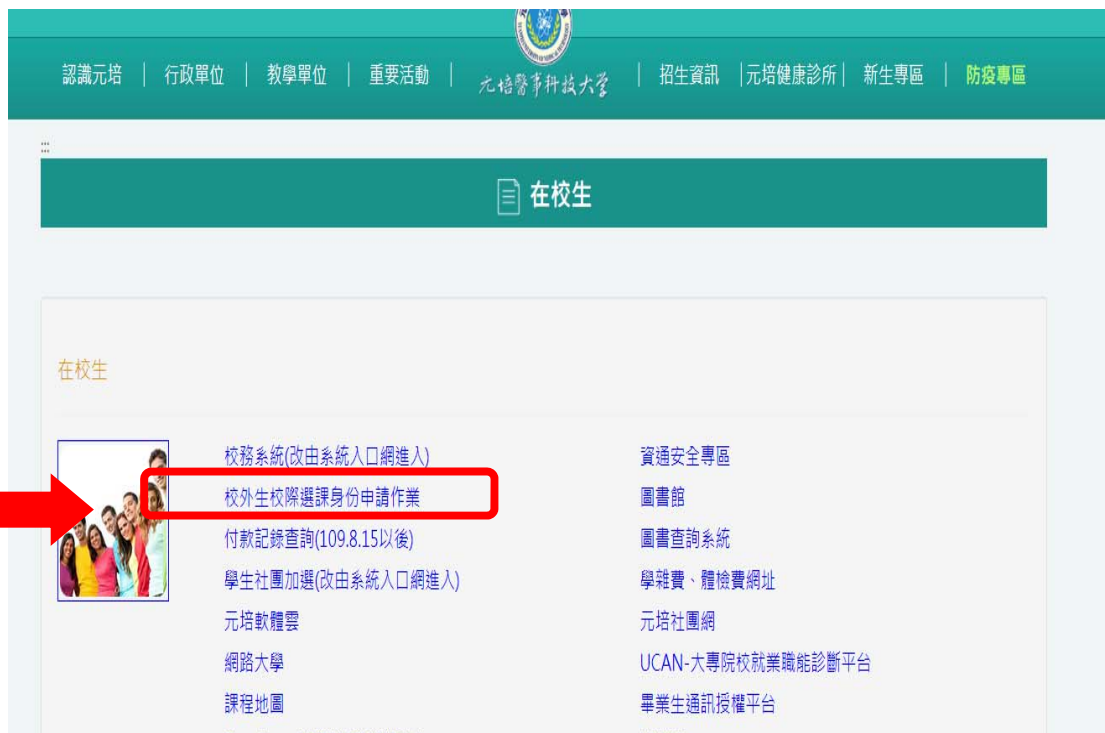 認識元培 | 行政單位 | 教學單位 | 重要活動 | 元培醫事科技大学 | 招生資訊 |元培健康診所| 新生專區 | 防疫專區
:::
在校生
在校生
校務系統(改由系統入口網進入) 資通安全專區
校外生校際選課身份申請作業 圖書館
付款記錄查詢(109.8.15以後) 圖書查詢系統
學生社團加選(改由系統入口網進入) 學雜費、體檢費網址
元培軟體雲 元培社團網
網路大學 UCAN-大專院校就業職能診斷平台
課程地圖 畢業生通訊授權平台